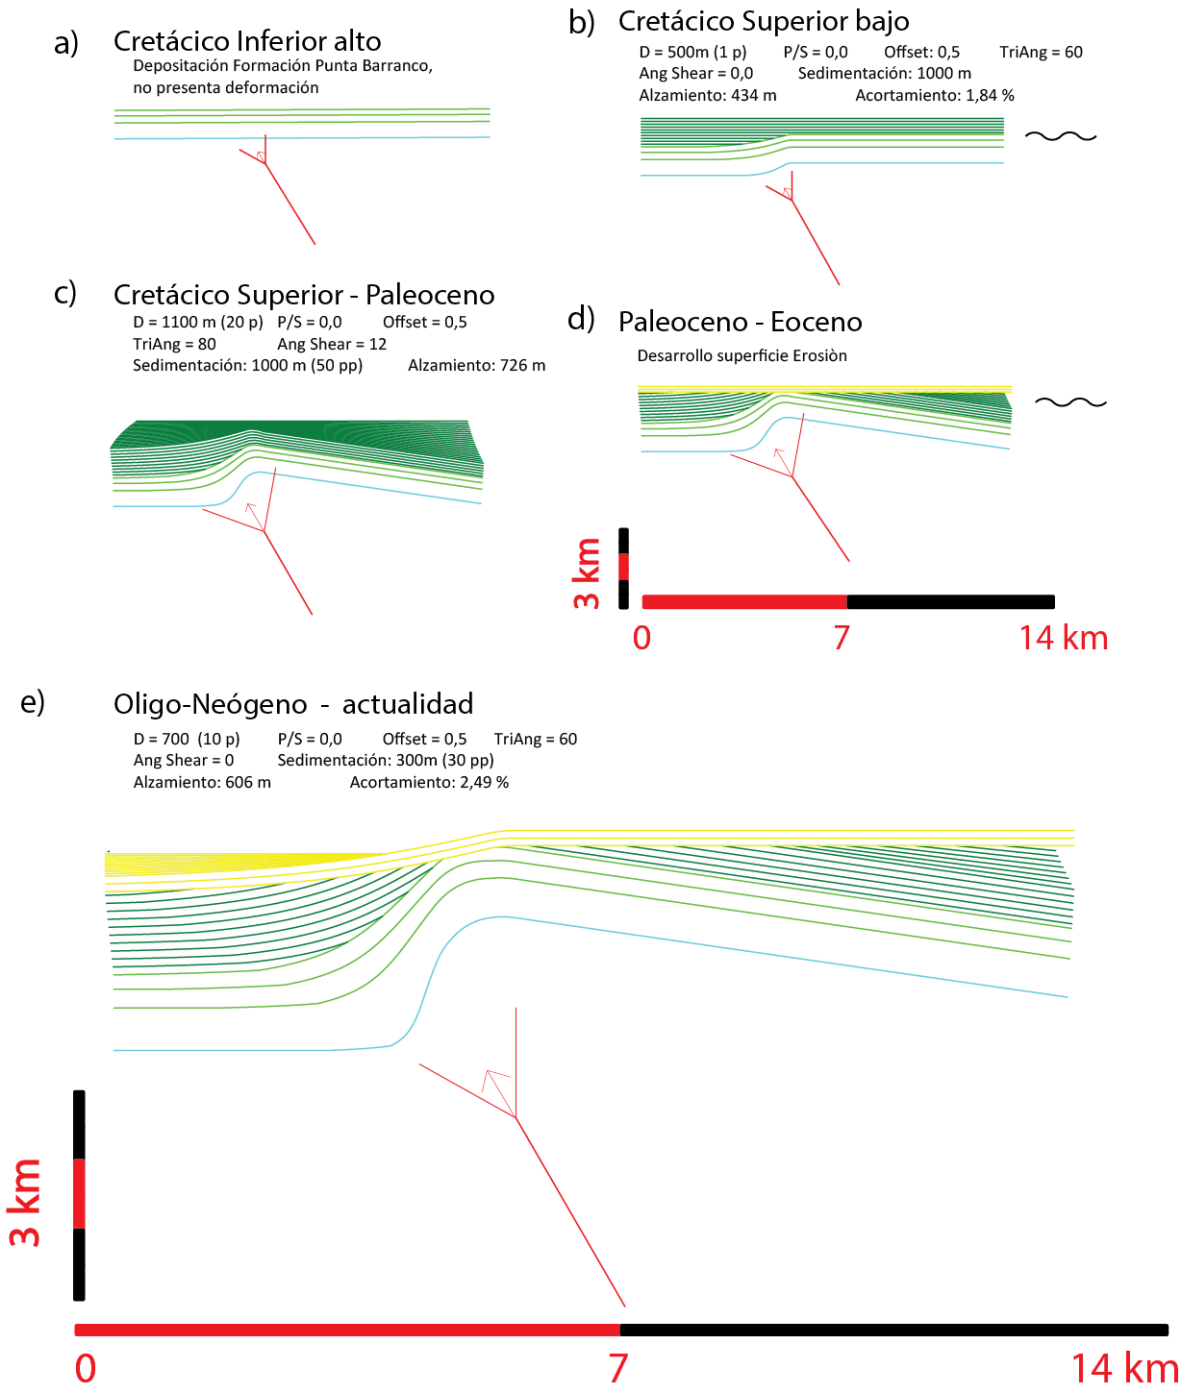 a) Cretácico Inferior alto
Depositación Formación Punta Barranco,
no presenta deformación
b) Cretácico Superior bajo
D = 500m (1 p) P/S = 0,0 Offset: 0,5 TriAng = 60
Ang Shear = 0,0 Sedimentación: 1000 m
Alzamiento: 434 m Acortamiento: 1,84 %
c) Cretácico Superior - Paleoceno
D = 1100 m (20 p) P/S = 0,0 Offset = 0,5
TriAng = 80 Ang Shear = 12
Sedimentación: 1000 m (50 pp) Alzamiento: 726 m
d) Paleoceno - Eoceno
Desarrollo superficie Erosiòn
3 km
0 7 14 km
e) Oligo-Neógeno - actualidad
D = 700 (10 p) P/S = 0,0 Offset = 0,5 TriAng = 60
Ang Shear = 0 Sedimentación: 300m (30 pp)
Alzamiento: 606 m Acortamiento: 2,49 %
3 km
0 7 14 km